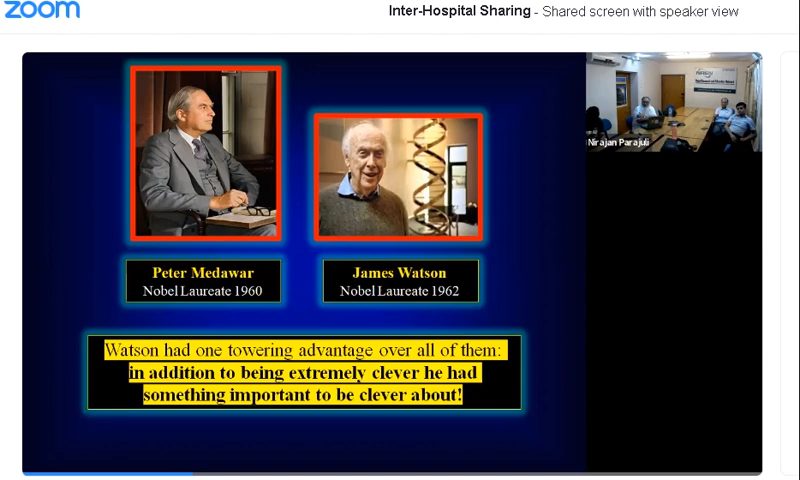 zoom
Inter-Hospital Sharing - Shared screen with speaker view
Peter Medawar
Nobel Laureate 1960
James Watson
Nobel Laureate 1962
Watson had one towering advantage over all of them:
in addition to being extremely clever he had
something important to be clever about!
Nirajan Parajuli